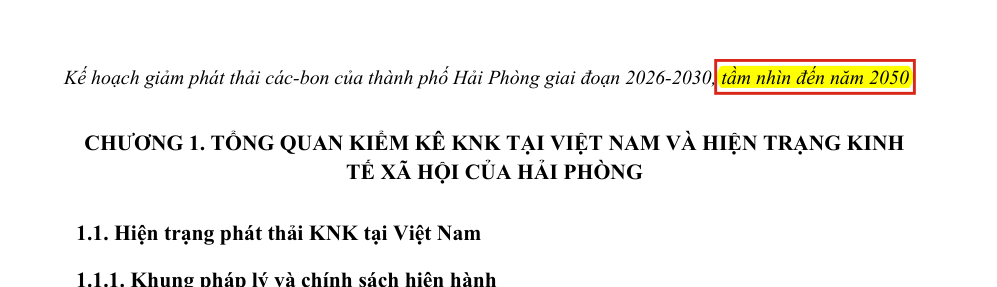 Kế hoạch giảm phát thải các-bon của thành phố Hải Phòng giai đoạn 2026-2030, tầm nhìn đến năm 2050
CHƯƠNG 1. TỔNG QUAN KIỂM KÊ KNK TẠI VIỆT NAM VÀ HIỆN TRẠNG KINH
TẾ XÃ HỘI CỦA HẢI PHÒNG
1.1. Hiện trạng phát thải KNK tại Việt Nam
1.1.1. Khung pháp lý và chính sách hiện hành